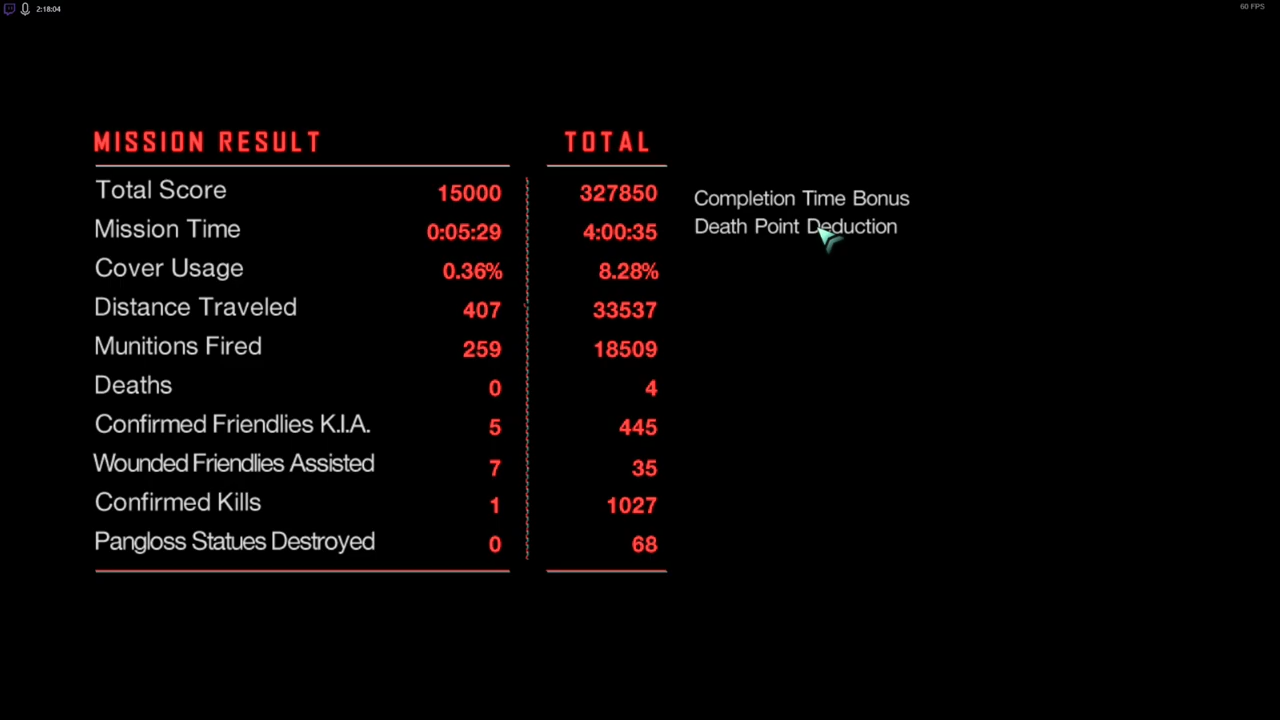 2:18:04
60 FPS
MISSION RESULT TOTAL
Total Score 15000 327850 Completion Time Bonus
Mission Time 0:05:29 4:00:35 Death Point Deduction
Cover Usage 0.36% 8.28%
Distance Traveled 407 33537
Munitions Fired 259 18509
Deaths 0 4
Confirmed Friendlies K.I.A. 5 445
Wounded Friendlies Assisted 7 35
Confirmed Kills 1 1027
Pangloss Statues Destroyed 0 68